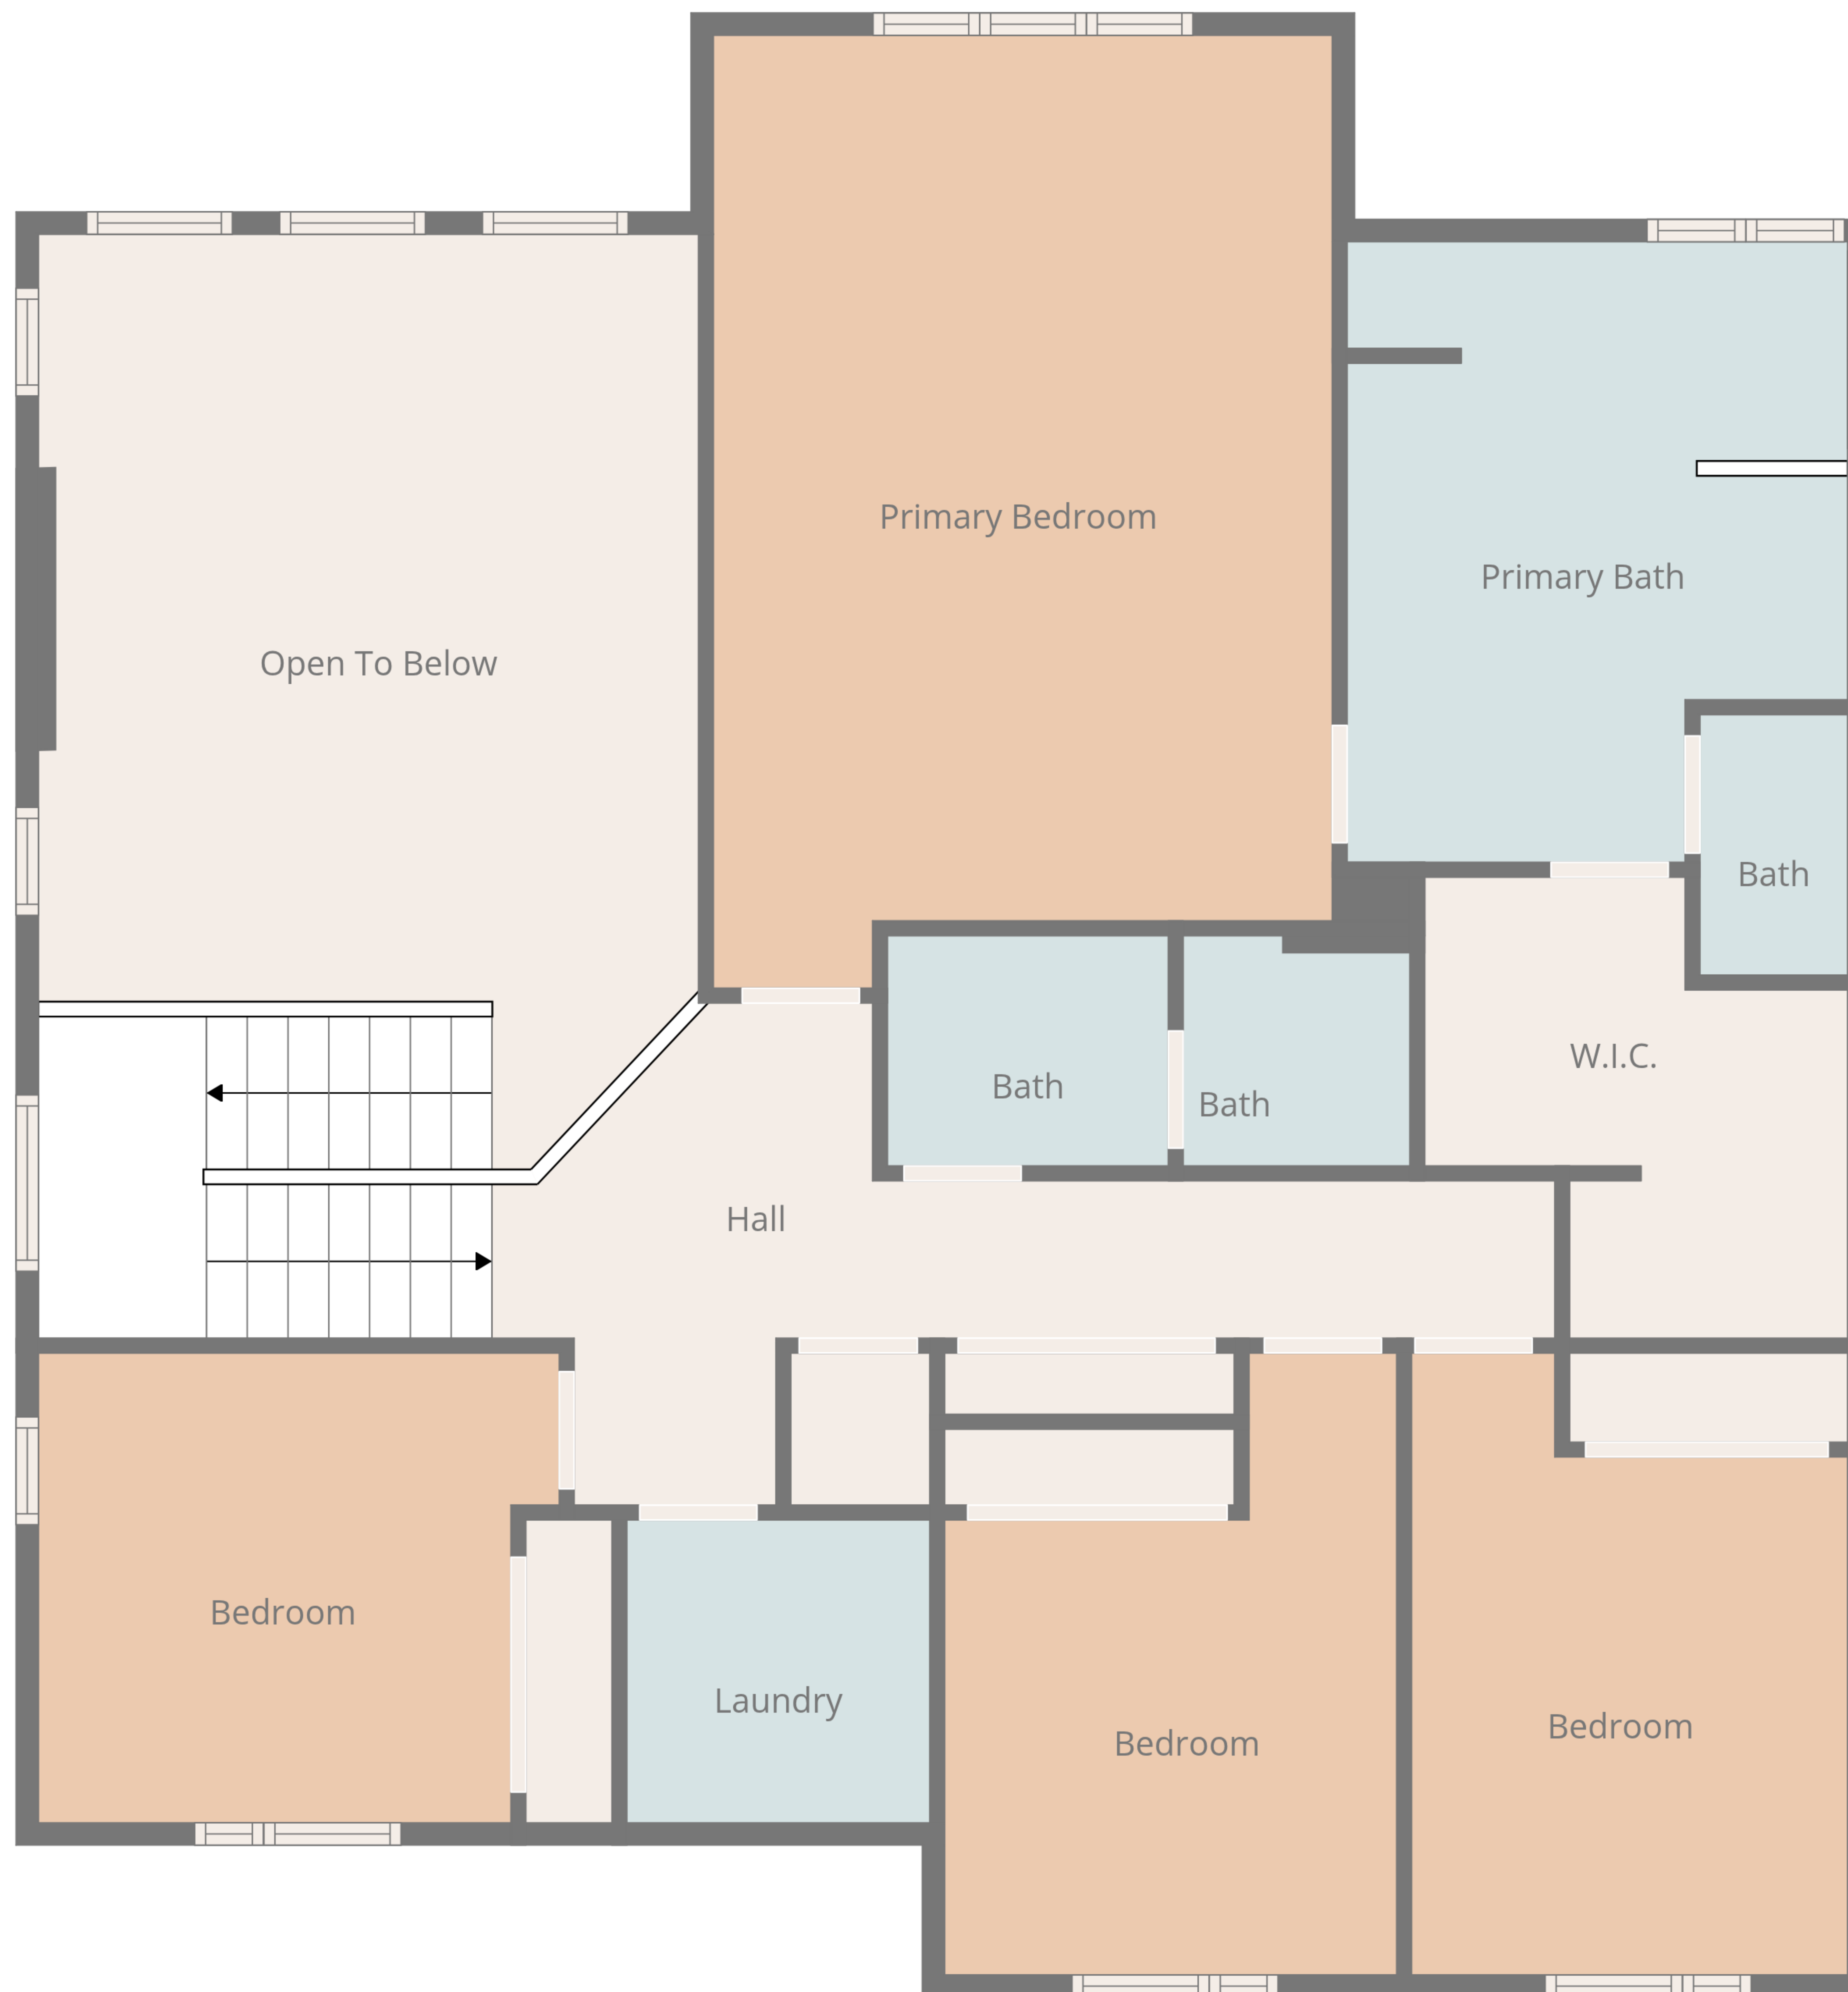 Primary Bedroom
Primary Bath
Open To Below
Bath
W.I.C.
Bath
Bath
Hall
Bedroom
Laundry
Bedroom
Bedroom